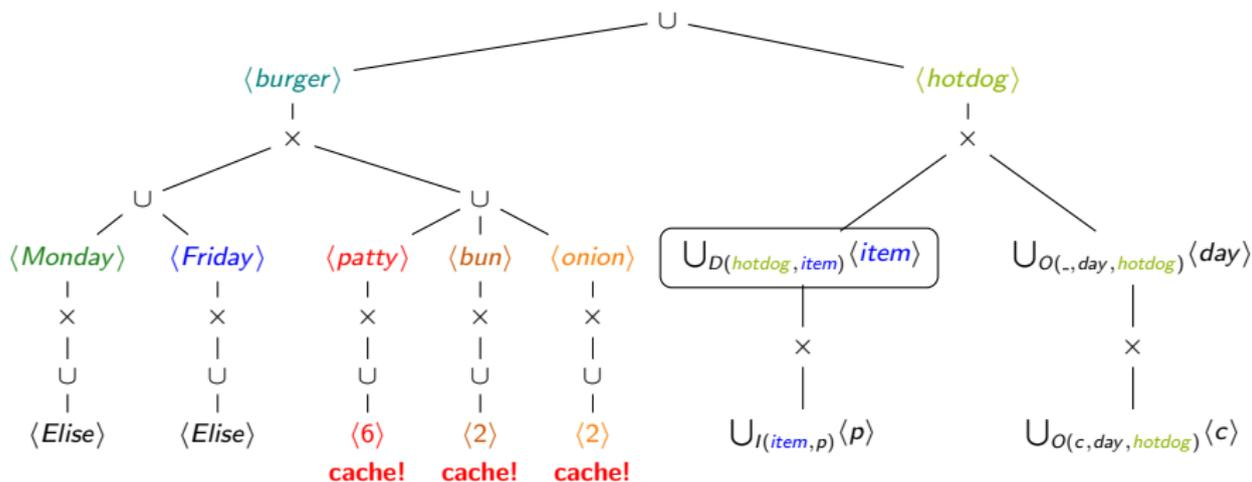 ∪
⟨burger⟩ ⟨hotdog⟩
× ×
∪ ∪
⟨Monday⟩ ⟨Friday⟩ ⟨patty⟩ ⟨bun⟩ ⟨onion⟩ ⋃D(hotdog,item)⟨item⟩ ⋃O(_,day,hotdog)⟨day⟩
× × × × × × ×
∪ ∪ ∪ ∪ ∪
⟨Elise⟩ ⟨Elise⟩ ⟨6⟩ ⟨2⟩ ⟨2⟩ ⋃I(item,p)⟨p⟩ ⋃O(c,day,hotdog)⟨c⟩
cache! cache! cache!